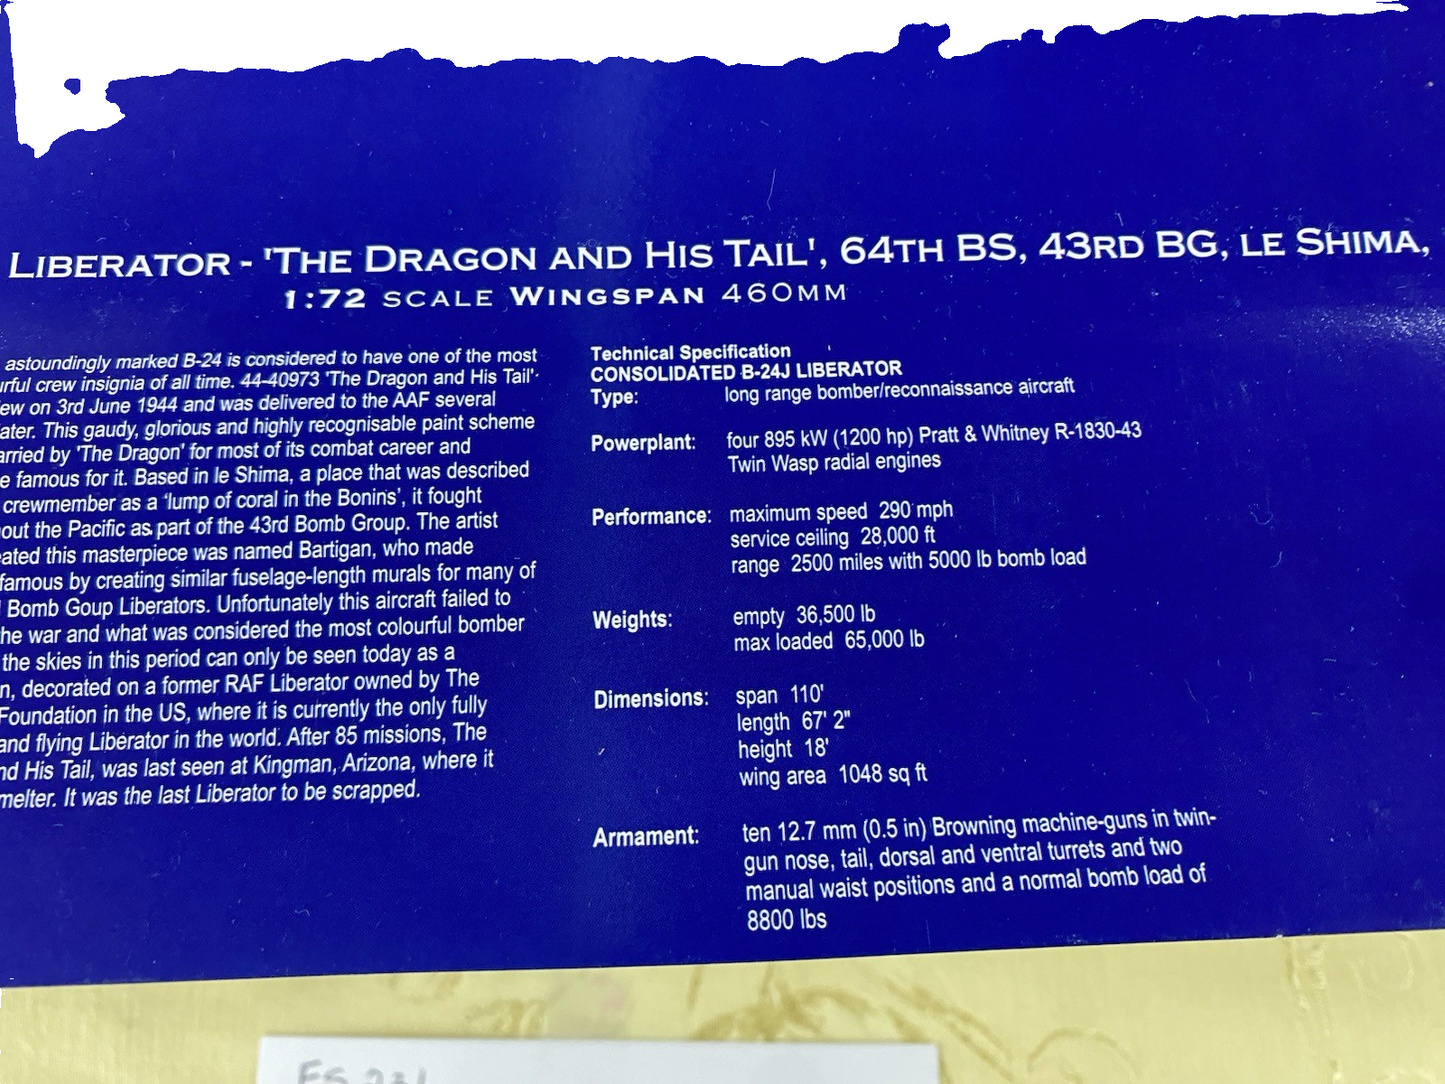 LIBERATOR - 'THE DRAGON AND HIS TAIL', 64TH BS, 43RD BG, LE SHIMA,
1:72 SCALE WINGSPAN 460MM
astoundingly marked B-24 is considered to have one of the most
crew insignia of all time. 44-40973 'The Dragon and His Tail'
on 3rd June 1944 and was delivered to the AAF several
This gaudy, glorious and highly recognisable paint scheme
by 'The Dragon' for most of its combat career and
famous for it. Based in le Shima, a place that was described
crewmember as a 'lump of coral in the Bonins', it fought
the Pacific as part of the 43rd Bomb Group. The artist
this masterpiece was named Bartigan, who made
famous by creating similar fuselage-length murals for many of
Bomb Goup Liberators. Unfortunately this aircraft failed to
the war and what was considered the most colourful bomber
the skies in this period can only be seen today as a
decorated on a former RAF Liberator owned by The
Foundation in the US, where it is currently the only fully
and flying Liberator in the world. After 85 missions, The
His Tail, was last seen at Kingman, Arizona, where it
melter. It was the last Liberator to be scrapped.
Technical Specification
CONSOLIDATED B-24J LIBERATOR
Type: long range bomber/reconnaissance aircraft
Powerplant: four 895 kW (1200 hp) Pratt & Whitney R-1830-43
Twin Wasp radial engines
Performance: maximum speed 290 mph
service ceiling 28,000 ft
range 2500 miles with 5000 lb bomb load
Weights: empty 36,500 lb
max loaded 65,000 lb
Dimensions: span 110'
length 67' 2"
height 18'
wing area 1048 sq ft
Armament: ten 12.7 mm (0.5 in) Browning machine-guns in twin-
gun nose, tail, dorsal and ventral turrets and two
manual waist positions and a normal bomb load of
8800 lbs